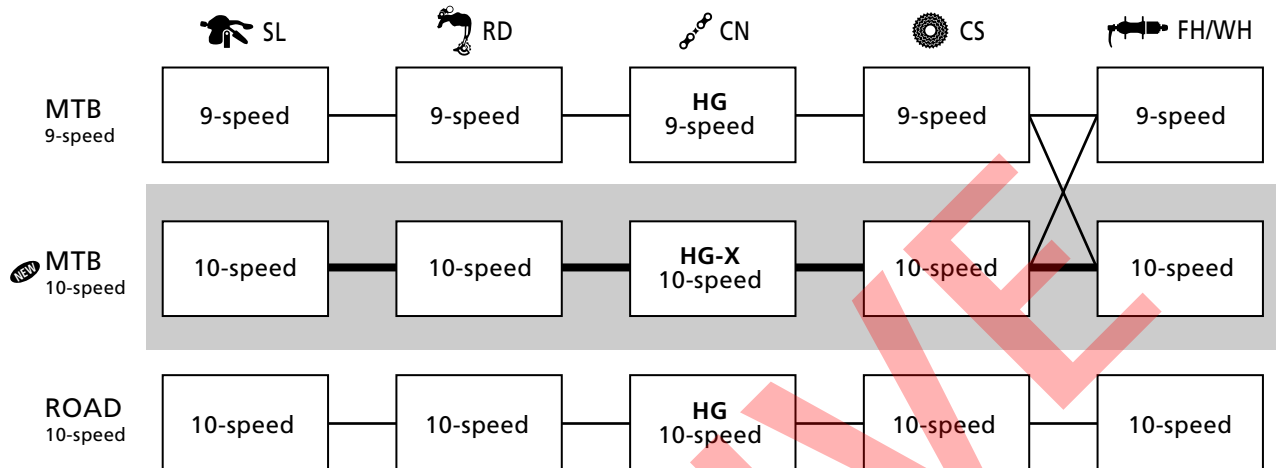 SL RD CN CS FH/WH
MTB
9-speed
9-speed 9-speed HG 9-speed 9-speed 9-speed
NEW MTB
10-speed
10-speed 10-speed HG-X 10-speed 10-speed 10-speed
ROAD
10-speed
10-speed 10-speed HG 10-speed 10-speed 10-speed
VE